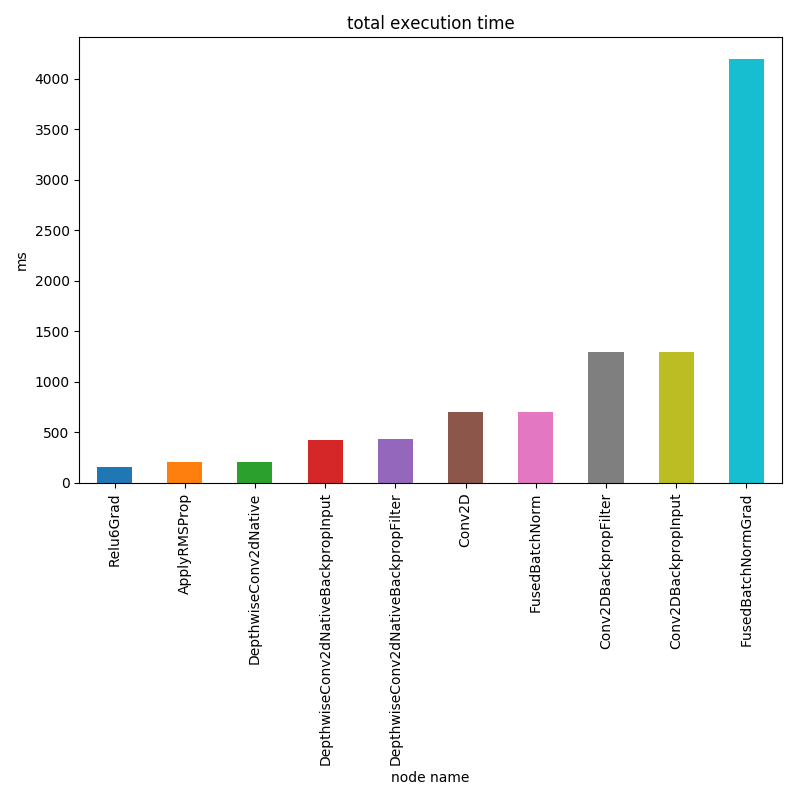 total execution time
ms
4000
3500
3000
2500
2000
1500
1000
500
0
Relu6Grad
ApplyRMSProp
DepthwiseConv2dNative
DepthwiseConv2dNativeBackpropInput
DepthwiseConv2dNativeBackpropFilter
Conv2D
FusedBatchNorm
Conv2DBackpropFilter
Conv2DBackpropInput
FusedBatchNormGrad
node name